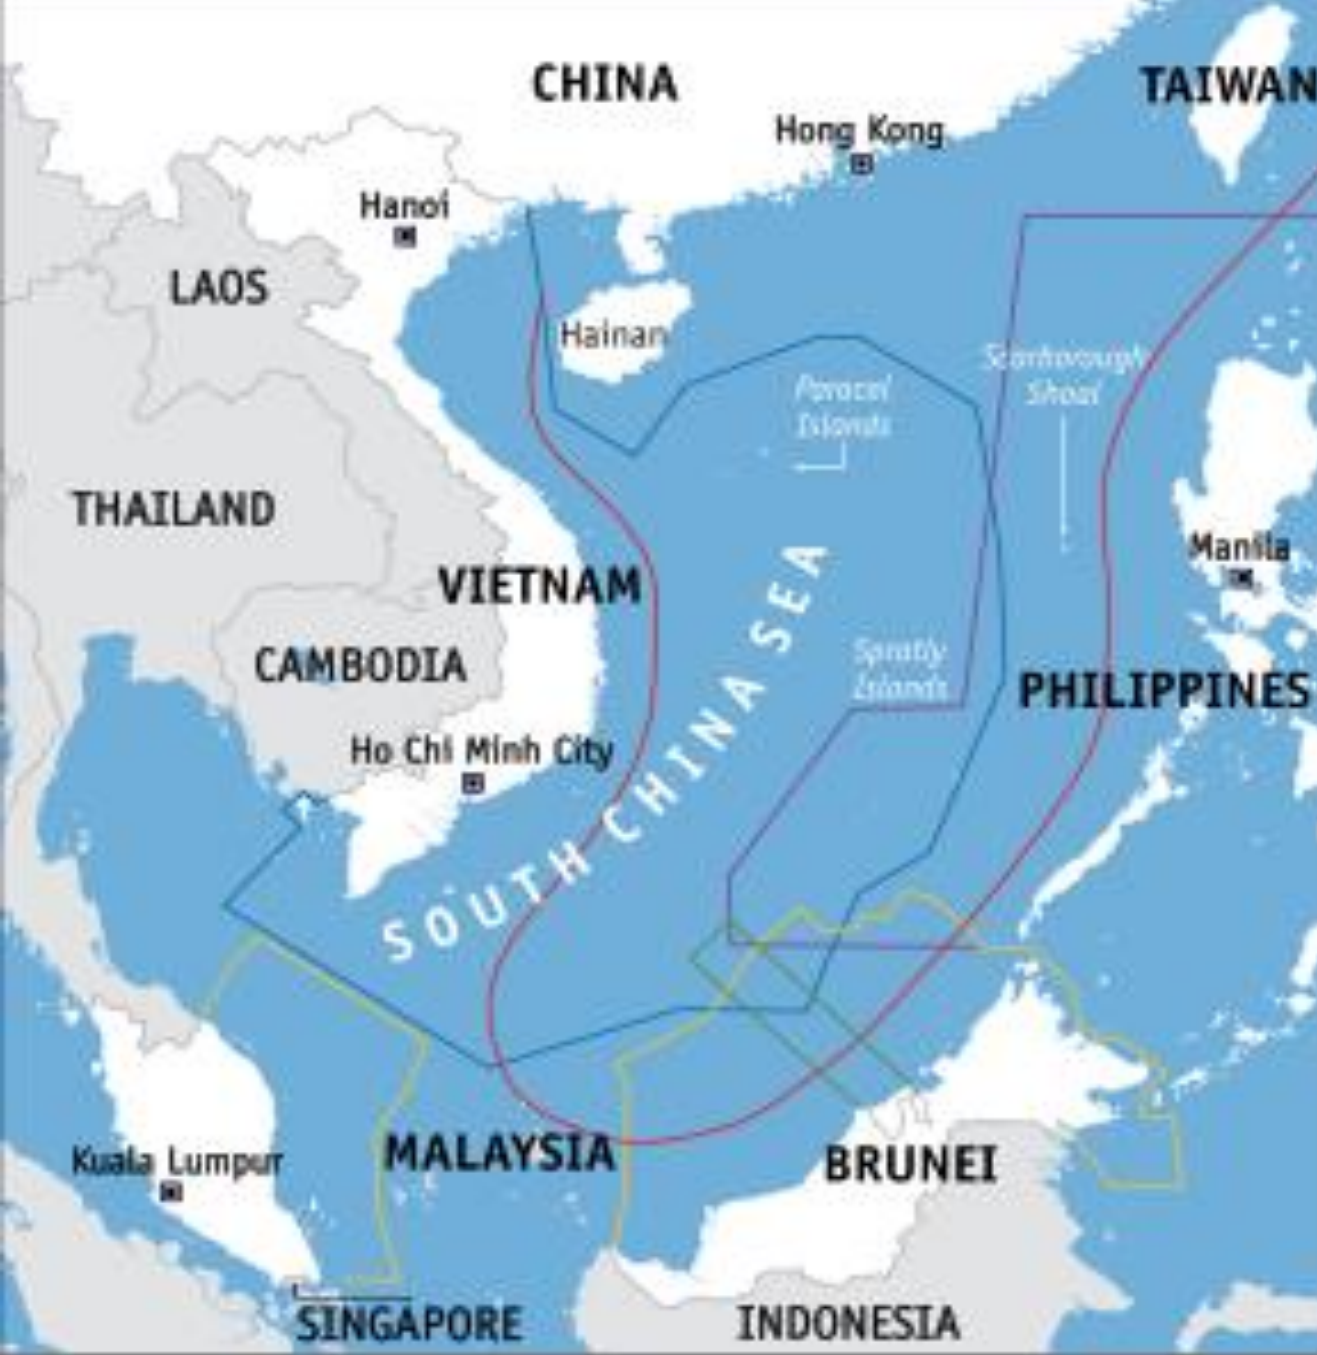 CHINA
TAIWAN
Hong Kong
Hanoi
LAOS
Hainan
Scarborough
Shoal
Paracel
Islands
THAILAND
Manila
VIETNAM
CAMBODIA
Spratly
Islands
PHILIPPINES
Ho Chi Minh City
SOUTH CHINA SEA
MALAYSIA
Kuala Lumpur
BRUNEI
SINGAPORE
INDONESIA